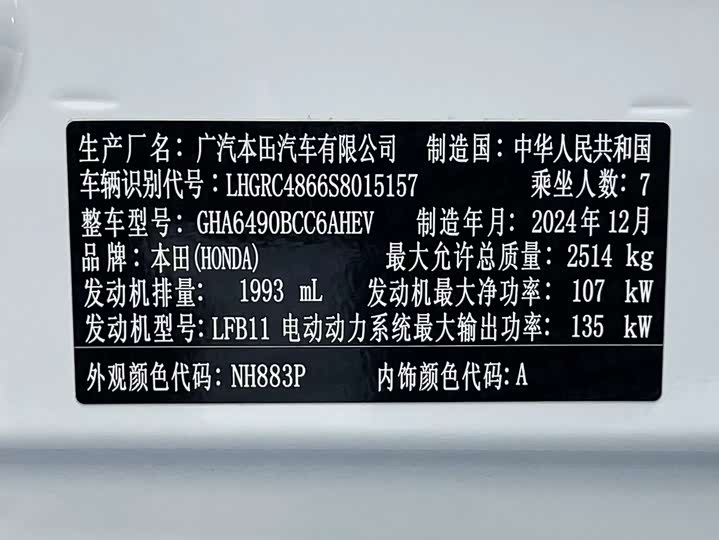 生产厂名：广汽本田汽车有限公司 制造国：中华人民共和国
车辆识别代号：LHGRC4866S8015157 乘坐人数：7
整车型号：GHA6490BCC6AHEV 制造年月：2024年12月
品牌：本田(HONDA) 最大允许总质量：2514 kg
发动机排量： 1993 mL 发动机最大净功率：107 kW
发动机型号：LFB11 电动动力系统最大输出功率：135 kW
外观颜色代码：NH883P 内饰颜色代码：A